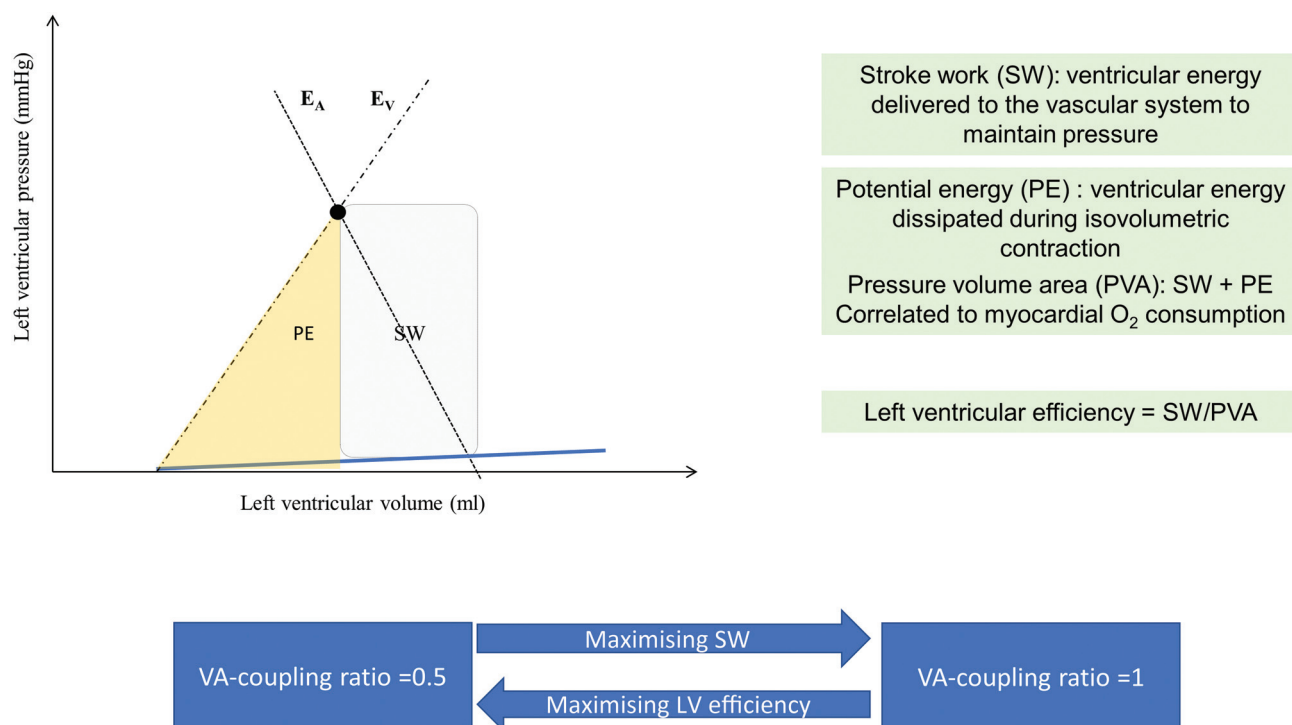 Left ventricular pressure (mmHg)
E_A
E_V
PE
SW
Left ventricular volume (ml)
Stroke work (SW): ventricular energy
delivered to the vascular system to
maintain pressure
Potential energy (PE) : ventricular energy
dissipated during isovolumetric
contraction
Pressure volume area (PVA): SW + PE
Correlated to myocardial O₂ consumption
Left ventricular efficiency = SW/PVA
VA-coupling ratio =0.5
Maximising SW
Maximising LV efficiency
VA-coupling ratio =1